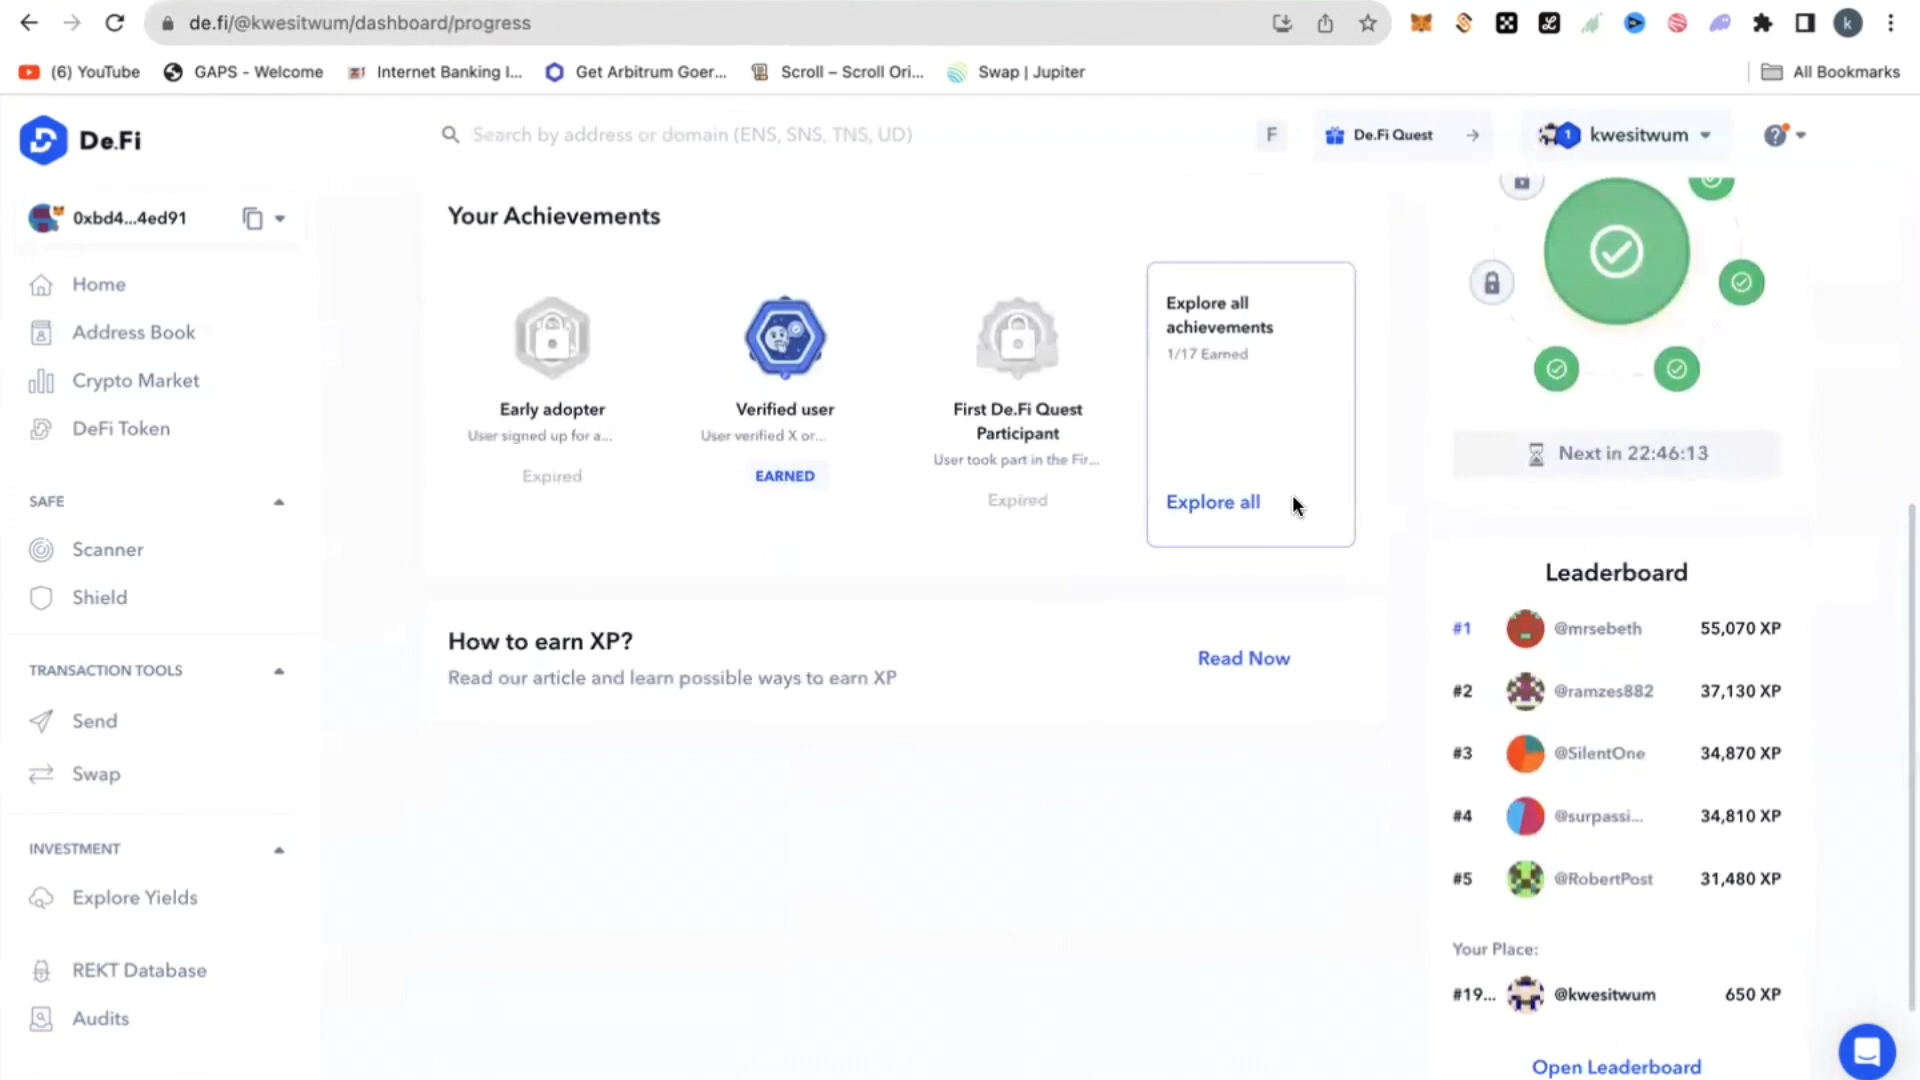 de.fi/@kwesitwum/dashboard/progress
k
(6) YouTube
GAPS - Welcome
Internet Banking I...
Get Arbitrum Goer...
Scroll – Scroll Ori...
Swap | Jupiter
All Bookmarks
De.Fi
Search by address or domain (ENS, SNS, TNS, UD)
F
De.Fi Quest
1
kwesitwum
?
0xbd4...4ed91
Home
Address Book
Crypto Market
DeFi Token
SAFE
Scanner
Shield
TRANSACTION TOOLS
Send
Swap
INVESTMENT
Explore Yields
REKT Database
Audits
Your Achievements
Early adopter
User signed up for a...
Expired
Verified user
User verified X or...
EARNED
First De.Fi Quest
Participant
User took part in the Fir...
Expired
Explore all
achievements
1/17 Earned
Explore all
How to earn XP?
Read our article and learn possible ways to earn XP
Read Now
Next in 22:46:13
Leaderboard
#1 @mrsebeth 55,070 XP
#2 @ramzes882 37,130 XP
#3 @SilentOne 34,870 XP
#4 @surpassi... 34,810 XP
#5 @RobertPost 31,480 XP
Your Place:
#19... @kwesitwum 650 XP
Open Leaderboard